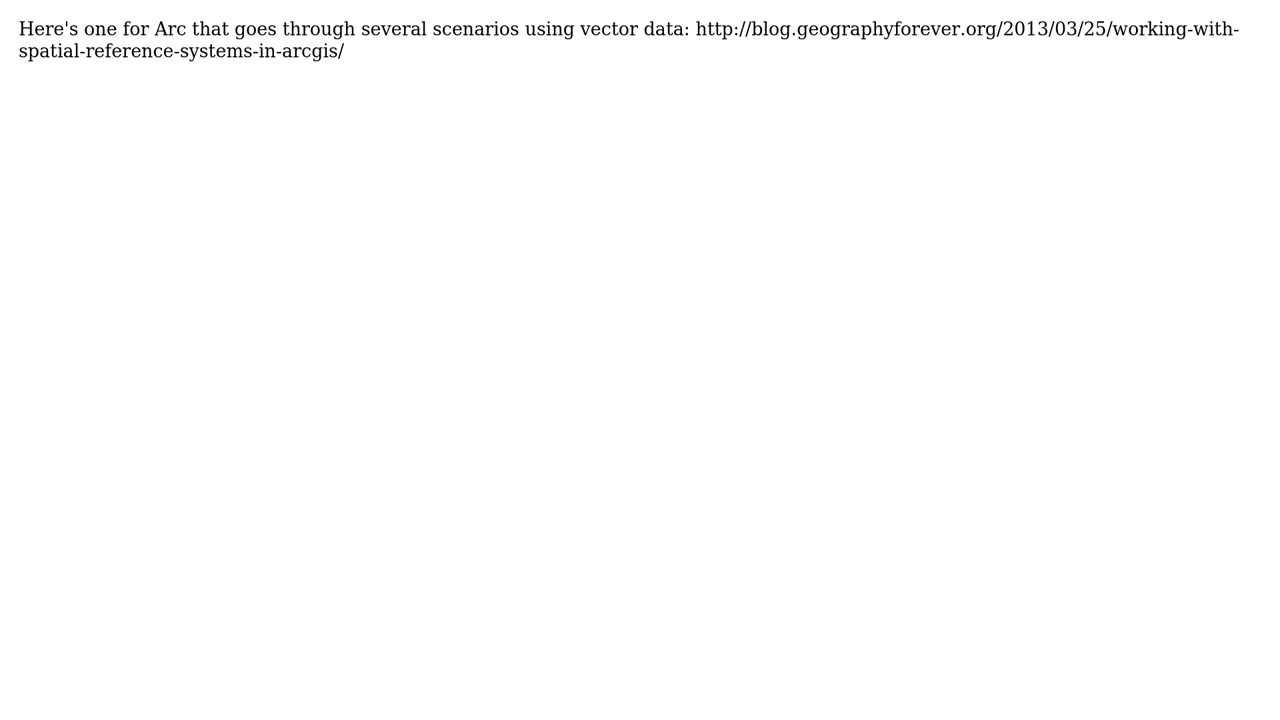 Here's one for Arc that goes through several scenarios using vector data: http://blog.geographyforever.org/2013/03/25/working-with-
spatial-reference-systems-in-arcgis/